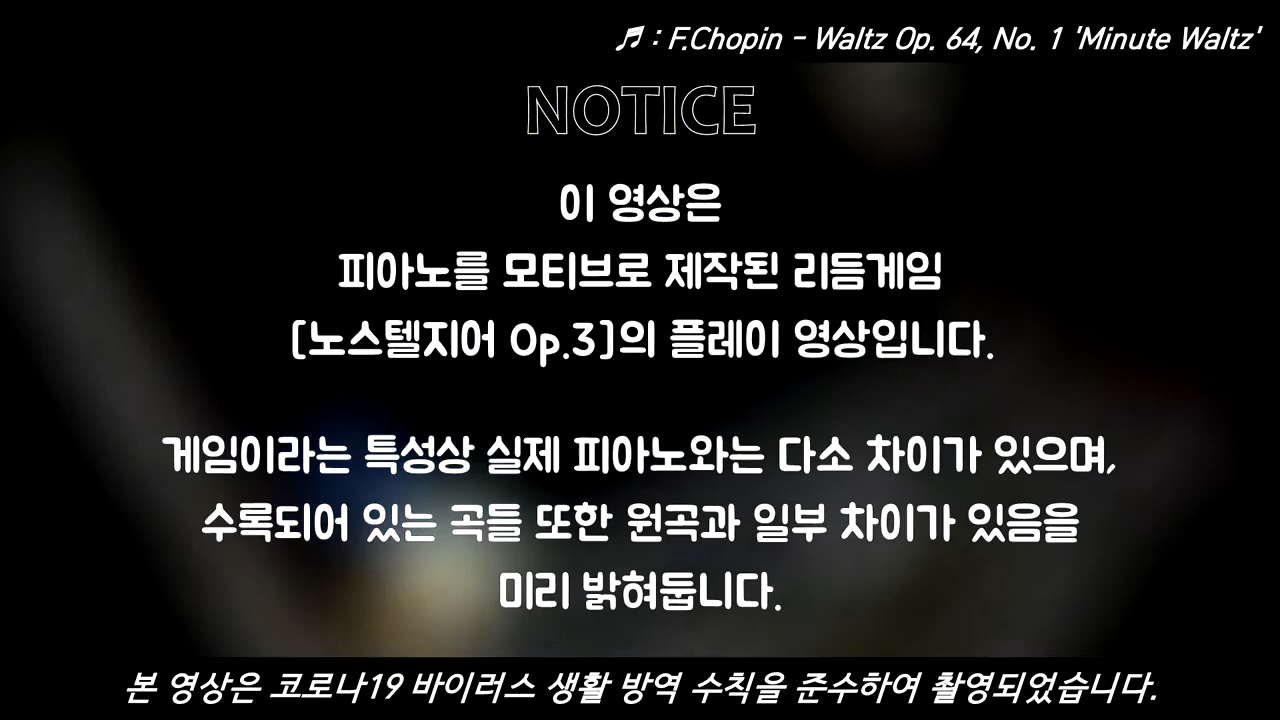 ♬ : F.Chopin - Waltz Op. 64, No. 1 'Minute Waltz'
NOTICE
이 영상은
피아노를 모티브로 제작된 리듬게임
[노스텔지어 Op.3]의 플레이 영상입니다.
게임이라는 특성상 실제 피아노와는 다소 차이가 있으며,
수록되어 있는 곡들 또한 원곡과 일부 차이가 있음을
미리 밝혀둡니다.
본 영상은 코로나19 바이러스 생활 방역 수칙을 준수하여 촬영되었습니다.